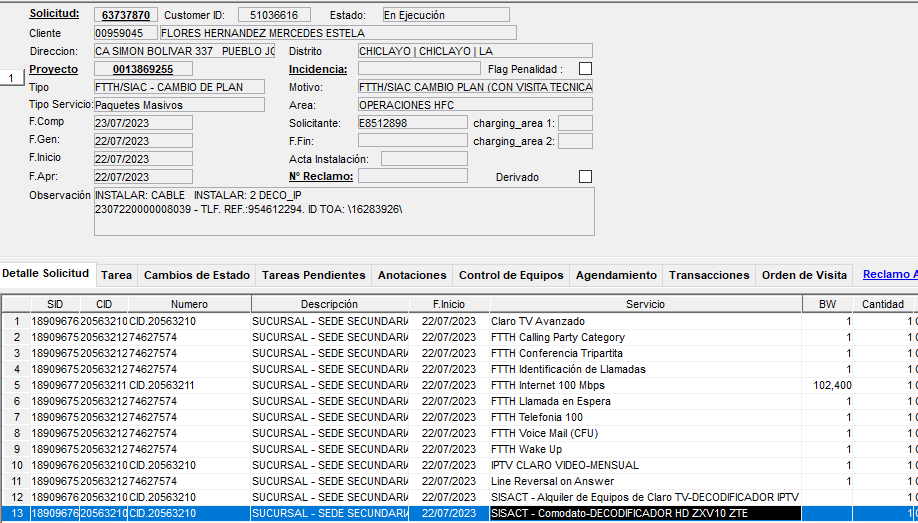 Solicitud: 63737870 Customer ID: 51036616 Estado: En Ejecución
Cliente 00959045 FLORES HERNANDEZ MERCEDES ESTELA
Direccion: CA SIMON BOLIVAR 337 PUEBLO JO Distrito CHICLAYO | CHICLAYO | LA
Proyecto 0013869255 Incidencia: Flag Penalidad :
1
Tipo FTTH/SIAC - CAMBIO DE PLAN Motivo: FTTH/SIAC CAMBIO PLAN (CON VISITA TECNICA
Tipo Servicio: Paquetes Masivos Area: OPERACIONES HFC
F.Comp 23/07/2023 Solicitante: E8512898 charging_area 1:
F.Gen: 22/07/2023 F.Fin: charging_area 2:
F.Inicio 22/07/2023 Acta Instalación:
F.Apr: 22/07/2023 Nº Reclamo: Derivado
Observación INSTALAR: CABLE INSTALAR: 2 DECO_IP
2307220000008039 - TLF. REF.:954612294. ID TOA: \16283926\
Detalle Solicitud Tarea Cambios de Estado Tareas Pendientes Anotaciones Control de Equipos Agendamiento Transacciones Orden de Visita Reclamo A
SID CID Numero Descripción F.Inicio Servicio BW Cantidad
1 18909676 20563210 CID.20563210 SUCURSAL - SEDE SECUNDARIA 22/07/2023 Claro TV Avanzado 1 1
2 18909675 20563212 74627574 SUCURSAL - SEDE SECUNDARIA 22/07/2023 FTTH Calling Party Category 1 1
3 18909675 20563212 74627574 SUCURSAL - SEDE SECUNDARIA 22/07/2023 FTTH Conferencia Tripartita 1 1
4 18909675 20563212 74627574 SUCURSAL - SEDE SECUNDARIA 22/07/2023 FTTH Identificación de Llamadas 1 1
5 18909677 20563211 CID.20563211 SUCURSAL - SEDE SECUNDARIA 22/07/2023 FTTH Internet 100 Mbps 102,400 1
6 18909675 20563212 74627574 SUCURSAL - SEDE SECUNDARIA 22/07/2023 FTTH Llamada en Espera 1 1
7 18909675 20563212 74627574 SUCURSAL - SEDE SECUNDARIA 22/07/2023 FTTH Telefonia 100 1 1
8 18909675 20563212 74627574 SUCURSAL - SEDE SECUNDARIA 22/07/2023 FTTH Voice Mail (CFU) 1 1
9 18909675 20563212 74627574 SUCURSAL - SEDE SECUNDARIA 22/07/2023 FTTH Wake Up 1 1
10 18909676 20563210 CID.20563210 SUCURSAL - SEDE SECUNDARIA 22/07/2023 IPTV CLARO VIDEO-MENSUAL 1 1
11 18909675 20563212 74627574 SUCURSAL - SEDE SECUNDARIA 22/07/2023 Line Reversal on Answer 1 1
12 18909676 20563210 CID.20563210 SUCURSAL - SEDE SECUNDARIA 22/07/2023 SISACT - Alquiler de Equipos de Claro TV-DECODIFICADOR IPTV 1
13 18909676 20563210 CID.20563210 SUCURSAL - SEDE SECUNDARIA 22/07/2023 SISACT - Comodato-DECODIFICADOR HD ZXV10 ZTE 1